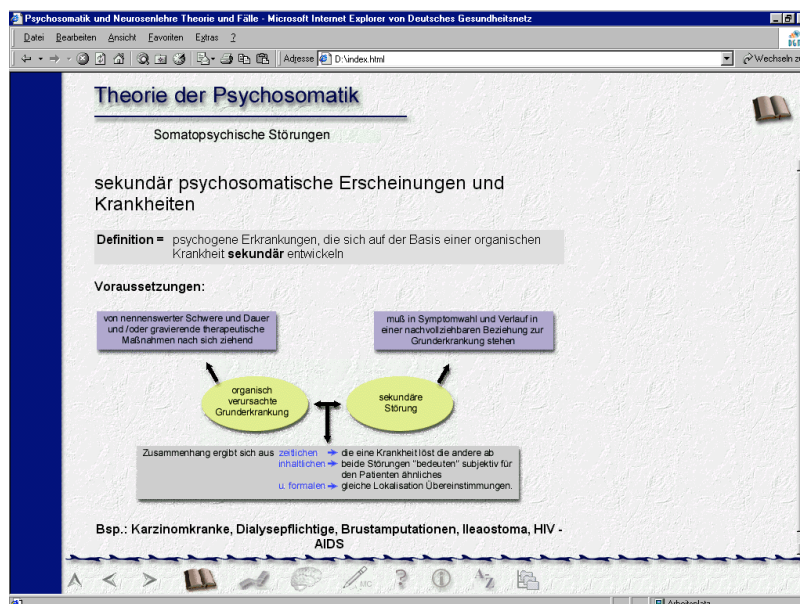 Psychosomatik und Neurosenlehre Theorie und Fälle - Microsoft Internet Explorer von Deutsches Gesundheitsnetz
Datei Bearbeiten Ansicht Favoriten Extras ?
Adresse D:\index.html Wechseln zu
Theorie der Psychosomatik
Somatopsychische Störungen
sekundär psychosomatische Erscheinungen und
Krankheiten
Definition = psychogene Erkrankungen, die sich auf der Basis einer organischen
Krankheit sekundär entwickeln
Voraussetzungen:
von nennenswerter Schwere und Dauer
und /oder gravierende therapeutische
Maßnahmen nach sich ziehend
muß in Symptomwahl und Verlauf in
einer nachvollziehbaren Beziehung zur
Grunderkrankung stehen
organisch
verursachte
Grunderkrankung
sekundäre
Störung
Zusammenhang ergibt sich aus zeitlichen die eine Krankheit löst die andere ab
inhaltlichen beide Störungen "bedeuten" subjektiv für
den Patienten ähnliches
u. formalen gleiche Lokalisation Übereinstimmungen.
Bsp.: Karzinomkranke, Dialysepflichtige, Brustamputationen, Ileaostoma, HIV -
AIDS
MC ? i A Z
Arbeitsplatz